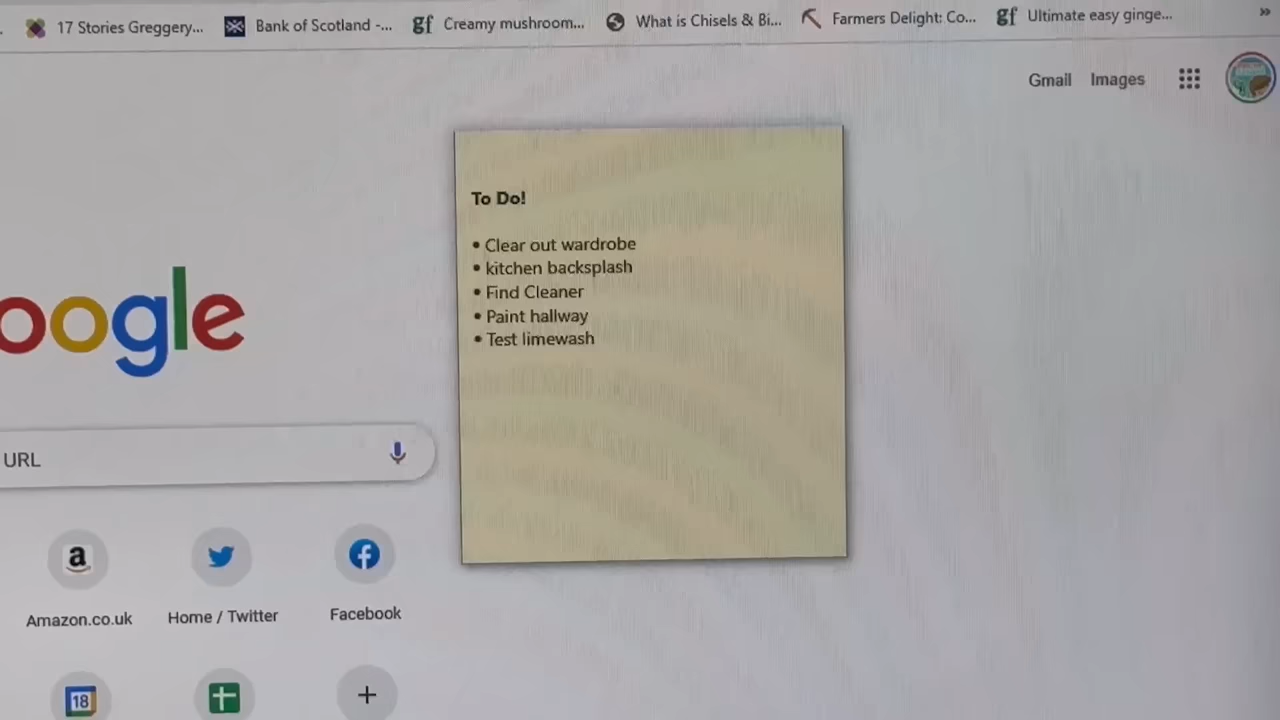 17 Stories Greggery...
Bank of Scotland -...
gf Creamy mushroom...
What is Chisels & Bi...
Farmers Delight: Co...
gf Ultimate easy ginge...
»
Gmail
Images
To Do!
• Clear out wardrobe
• kitchen backsplash
• Find Cleaner
• Paint hallway
• Test limewash
oogle
URL
a
Amazon.co.uk
Home / Twitter
Facebook
18